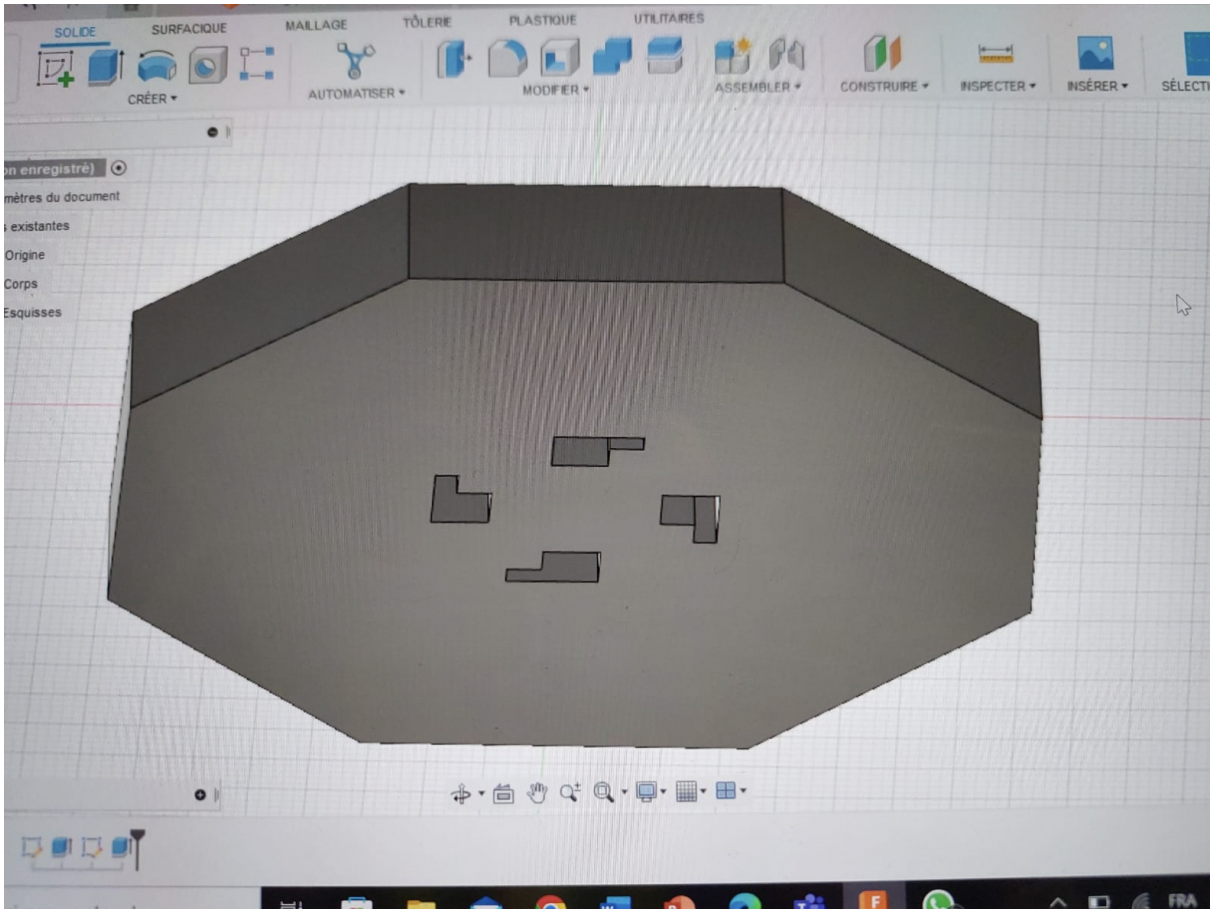 SOLIDE
SURFACIQUE
MAILLAGE
TÔLERIE
PLASTIQUE
UTILITAIRES
CRÉER
AUTOMATISER
MODIFIER
ASSEMBLER
CONSTRUIRE
INSPECTER
INSÉRER
SÉLECTI
on enregistré)
mètres du document
s existantes
Origine
Corps
Esquisses
FRA